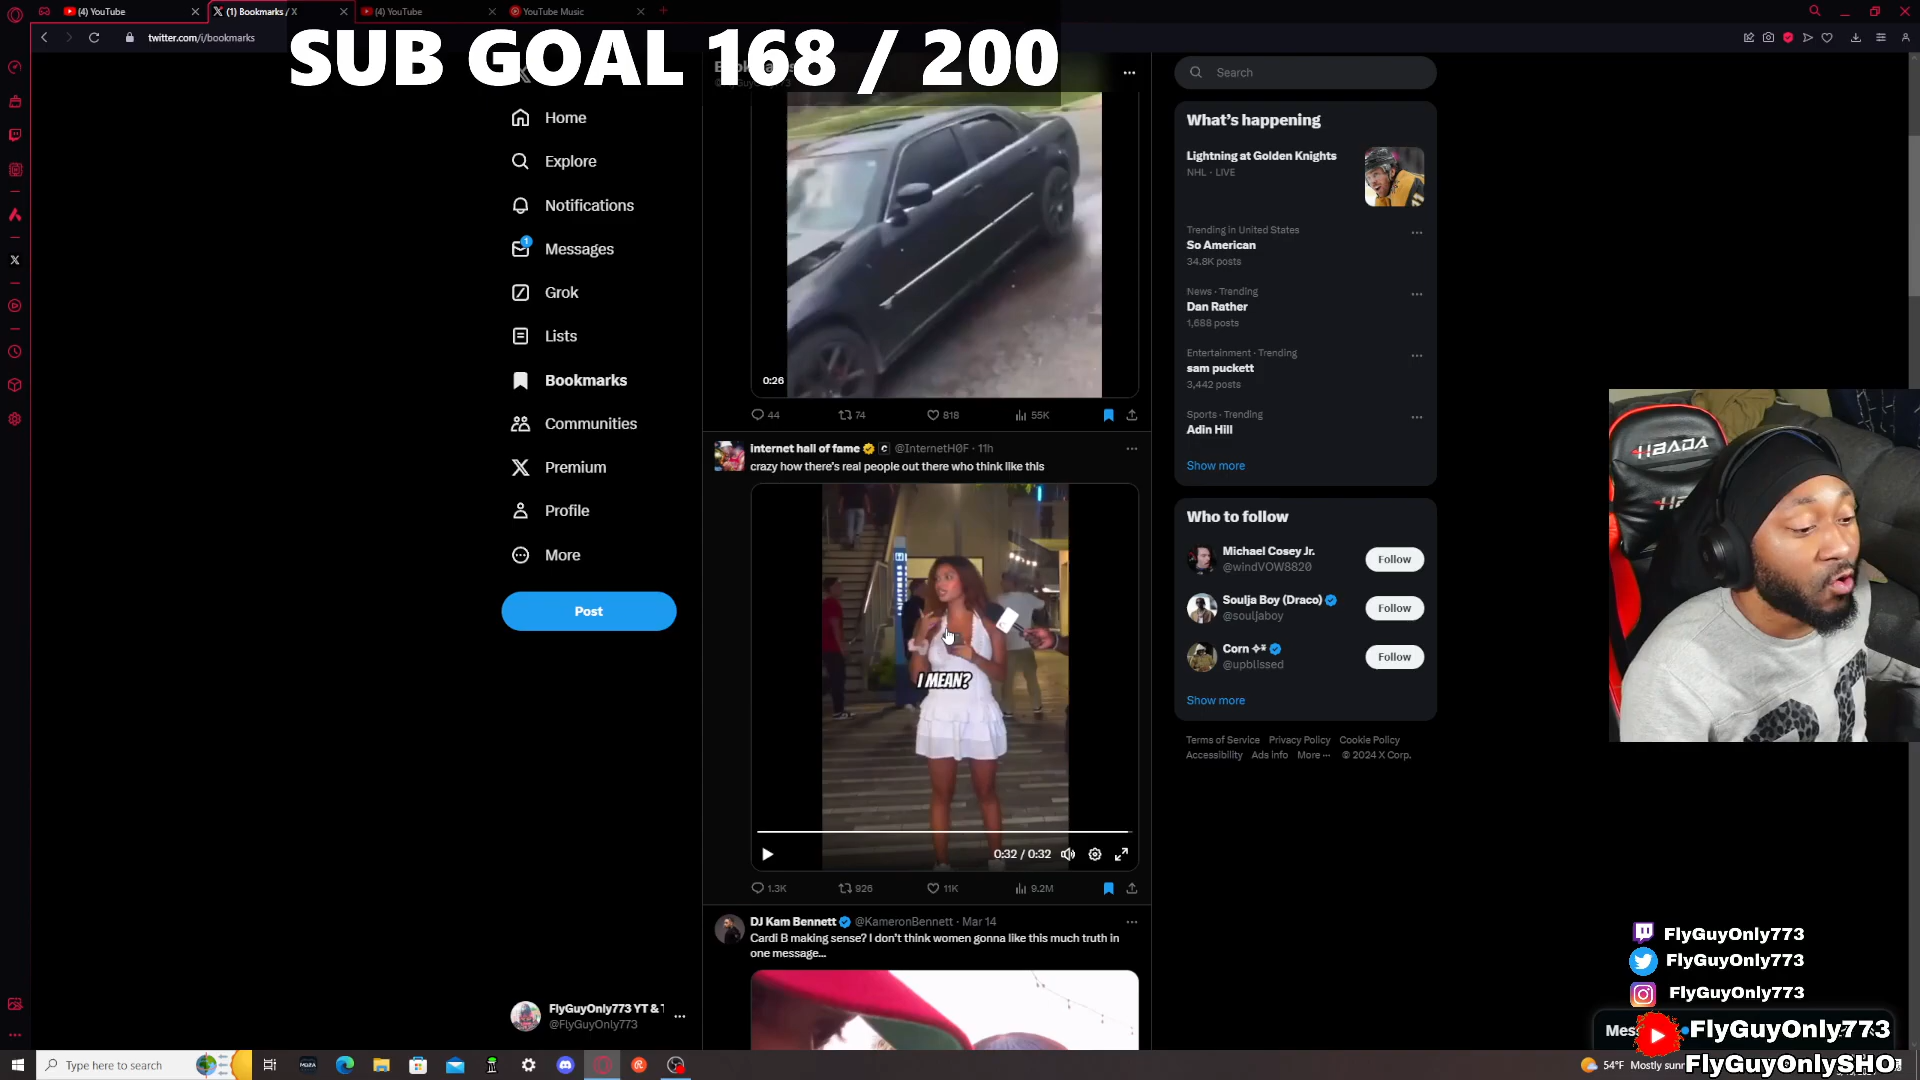 (4) YouTube
(1) Bookmarks / X
(4) YouTube
YouTube Music
twitter.com/i/bookmarks
SUB GOAL 168 / 200
Home
Explore
Notifications
1
Messages
Grok
Lists
Bookmarks
Communities
Premium
Profile
More
Post
FlyGuyOnly773 YT & T
@FlyGuyOnly773
0:26
44
74
818
55K
internet hall of fame @InternetH0F · 11h
crazy how there's real people out there who think like this
I MEAN?
0:32 / 0:32
1.3K
926
11K
9.2M
DJ Kam Bennett @KameronBennett · Mar 14
Cardi B making sense? I don't think women gonna like this much truth in
one message...
Search
What's happening
Lightning at Golden Knights
NHL · LIVE
Trending in United States
So American
34.8K posts
News · Trending
Dan Rather
1,688 posts
Entertainment · Trending
sam puckett
3,442 posts
Sports · Trending
Adin Hill
Show more
Who to follow
Michael Cosey Jr.
@windVOW8820
Follow
Soulja Boy (Draco)
@souljaboy
Follow
Corn
@upblissed
Follow
Show more
Terms of Service Privacy Policy Cookie Policy
Accessibility Ads info More ··· © 2024 X Corp.
HBADA
FlyGuyOnly773
FlyGuyOnly773
FlyGuyOnly773
FlyGuyOnly773
FlyGuyOnlySHO
Type here to search
MOZA
54°F Mostly sunn